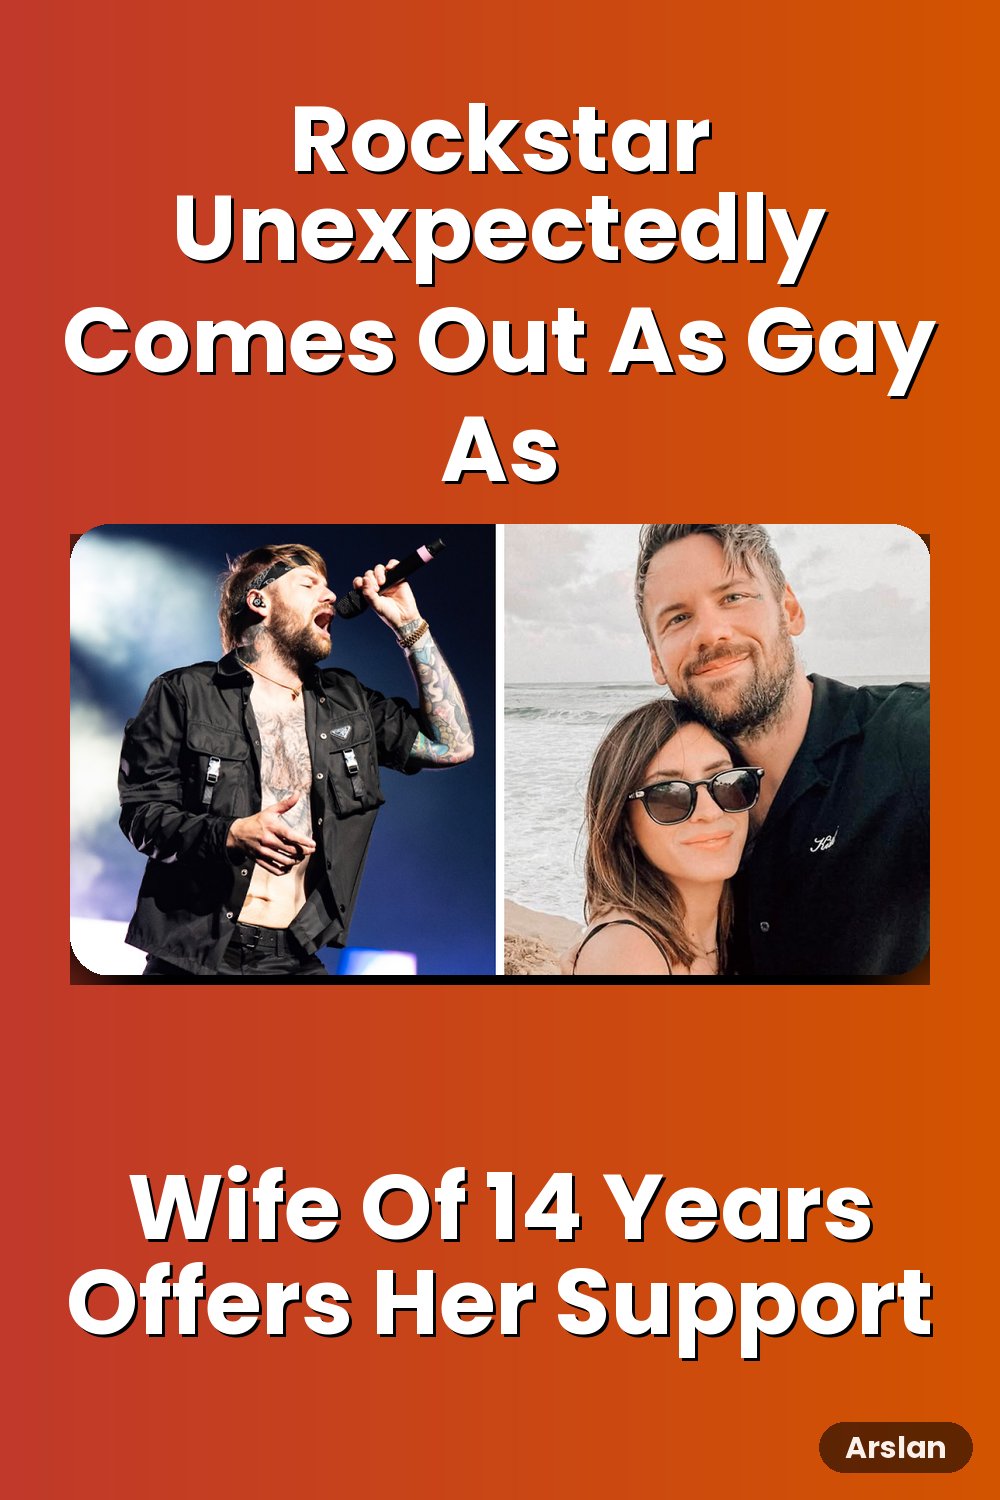 Rockstar
Unexpectedly
Comes Out As Gay
As
Wife Of 14 Years
Offers Her Support
Arslan